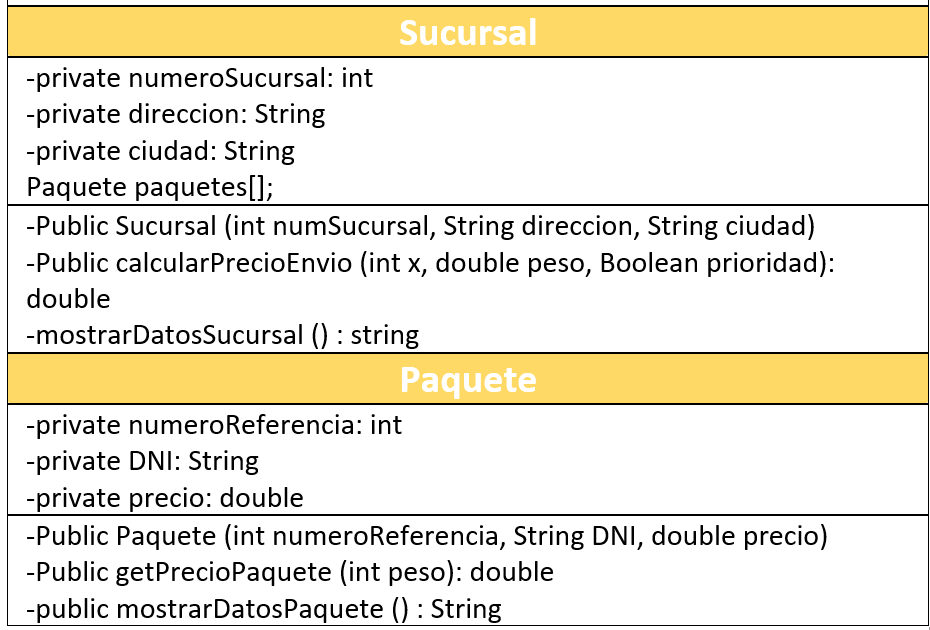 Sucursal
-private numeroSucursal: int
-private direccion: String
-private ciudad: String
Paquete paquetes[];
-Public Sucursal (int numSucursal, String direccion, String ciudad)
-Public calcularPrecioEnvio (int x, double peso, Boolean prioridad):
double
-mostrarDatosSucursal () : string
Paquete
-private numeroReferencia: int
-private DNI: String
-private precio: double
-Public Paquete (int numeroReferencia, String DNI, double precio)
-Public getPrecioPaquete (int peso): double
-public mostrarDatosPaquete () : String